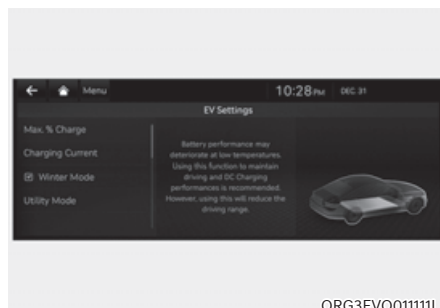 Menu
10:28 PM DEC. 31
EV Settings
Max. % Charge
Charging Current
Winter Mode
Utility Mode
Battery performance may
deteriorate at low temperatures.
Using this function to maintain
driving and DC Charging
performances is recommended.
However, using this will reduce the
driving range.
ORG3EVQ011111L